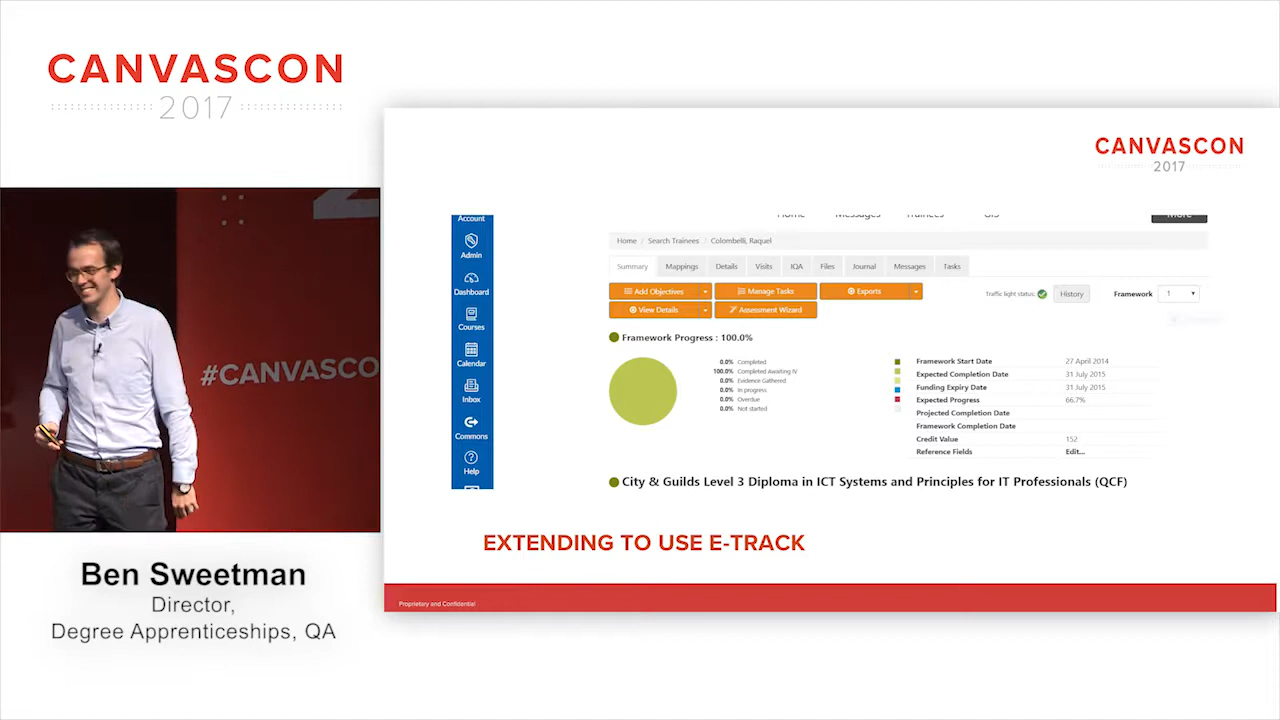 CANVASCON
2017
#CANVASCO
Ben Sweetman
Director,
Degree Apprenticeships, QA
CANVASCON
2017
Account
Admin
Dashboard
Courses
Calendar
Inbox
Commons
Help
Home Messages Trainees More
Home / Search Trainees / Colombelli, Raquel
Summary Mappings Details Visits IQA Files Journal Messages Tasks
Add Objectives Manage Tasks Exports
View Details Assessment Wizard
Traffic light status: History Framework 1
Framework Progress : 100.0%
0.0% Completed
100.0% Completed Awaiting IV
0.0% Evidence Gathered
0.0% In progress
0.0% Overdue
0.0% Not started
Framework Start Date 27 April 2014
Expected Completion Date 31 July 2015
Funding Expiry Date 31 July 2015
Expected Progress 66.7%
Projected Completion Date
Framework Completion Date
Credit Value 152
Reference Fields Edit...
City & Guilds Level 3 Diploma in ICT Systems and Principles for IT Professionals (QCF)
EXTENDING TO USE E-TRACK
Proprietary and Confidential